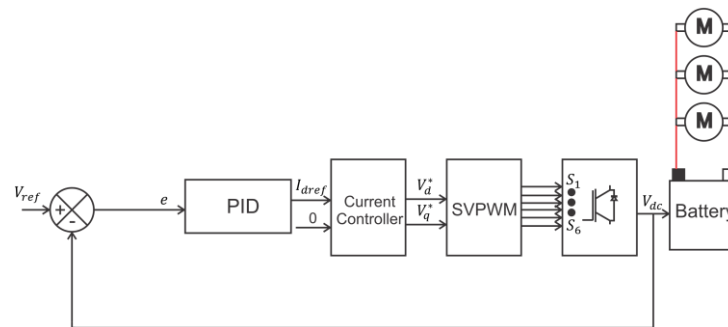 M
M
M
V_ref
+
-
e
PID
I_dref
0
Current
Controller
V_d^*
V_q^*
SVPWM
S_1
S_6
V_dc
Battery